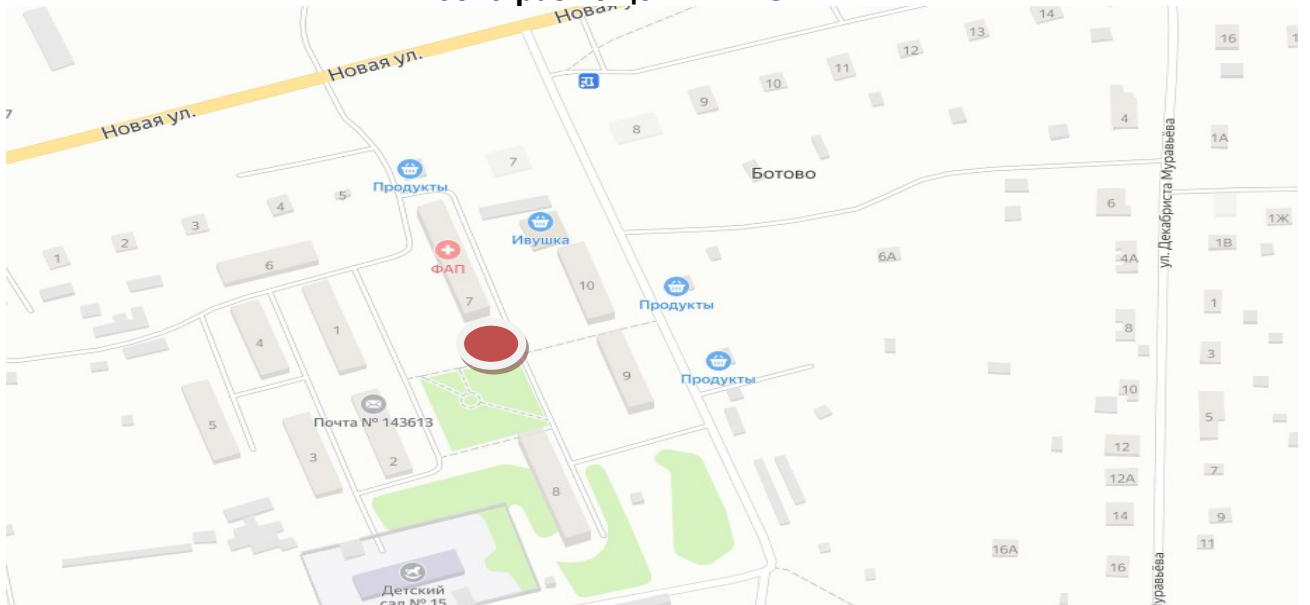 Новая ул.
14
13
16
12
Новая ул.
11
10
9
4
Новая ул.
8
1А
ул. Декабриста Муравьёва
7
Продукты
Ботово
5
4
6
3
Ивушка
1Ж
2
1В
1
6
ФАП
6А
4А
7
10
Продукты
1
1
4
8
3
9
Продукты
10
Почта № 143613
5
5
3
2
12
7
8
12А
14
9
16А
11
16
Детский
сад № 15